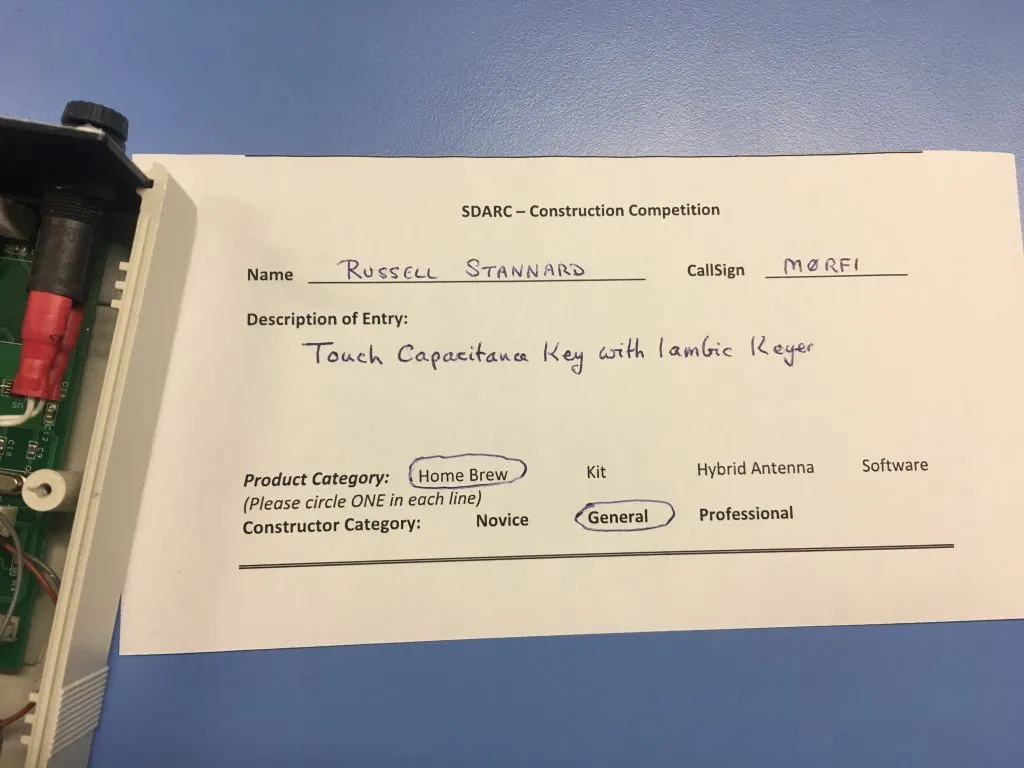 SDARC – Construction Competition
Name RUSSELL STANNARD CallSign MØRFI
Description of Entry:
Touch Capacitance Key with Iambic Keyer
Product Category: Home Brew Kit Hybrid Antenna Software
(Please circle ONE in each line)
Constructor Category: Novice General Professional